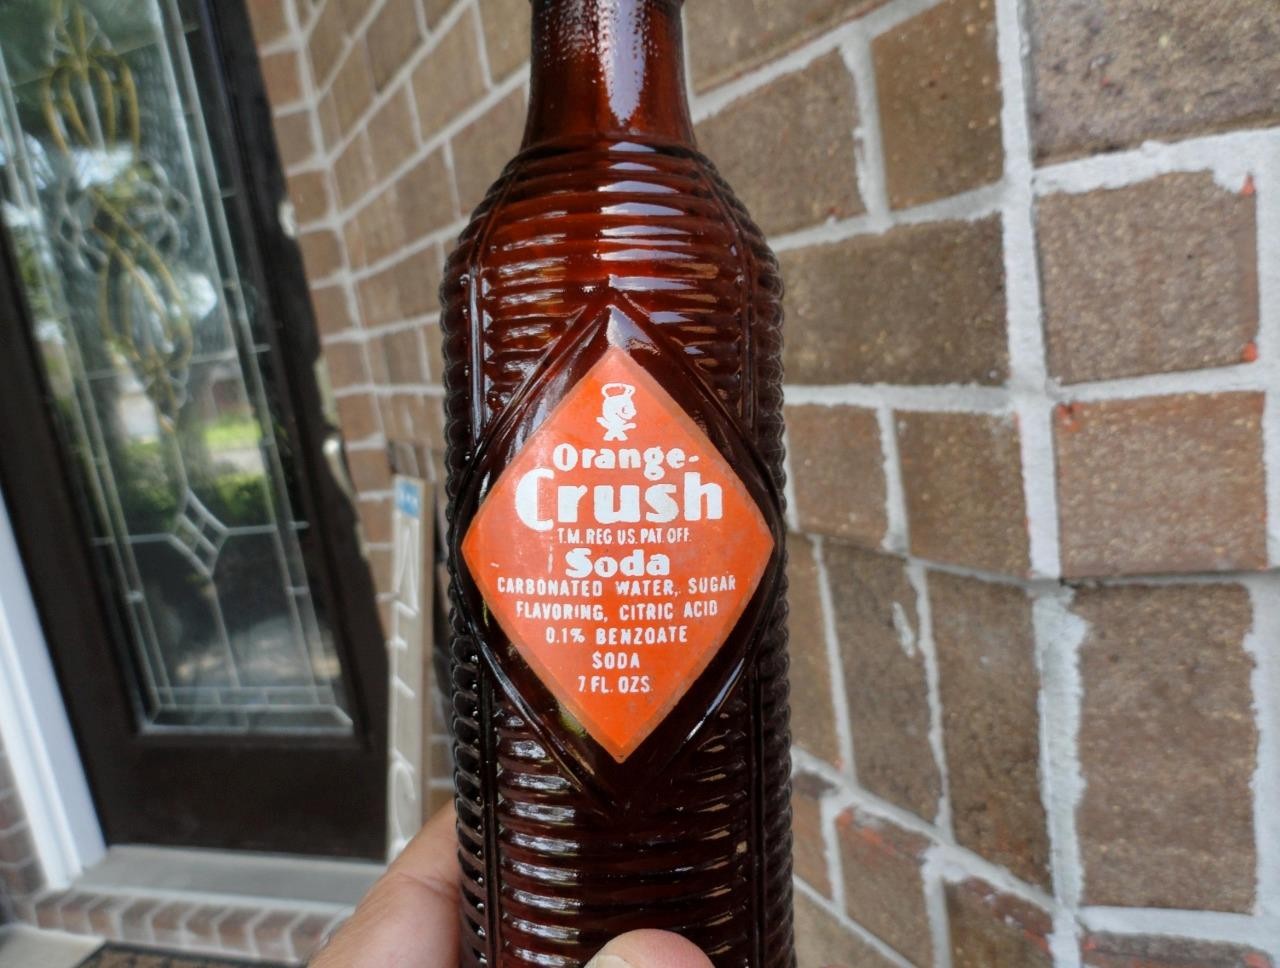 Orange-
Crush
T.M. REG. U.S. PAT. OFF.
Soda
CARBONATED WATER, SUGAR
FLAVORING, CITRIC ACID
0.1% BENZOATE
SODA
7 FL. OZS.